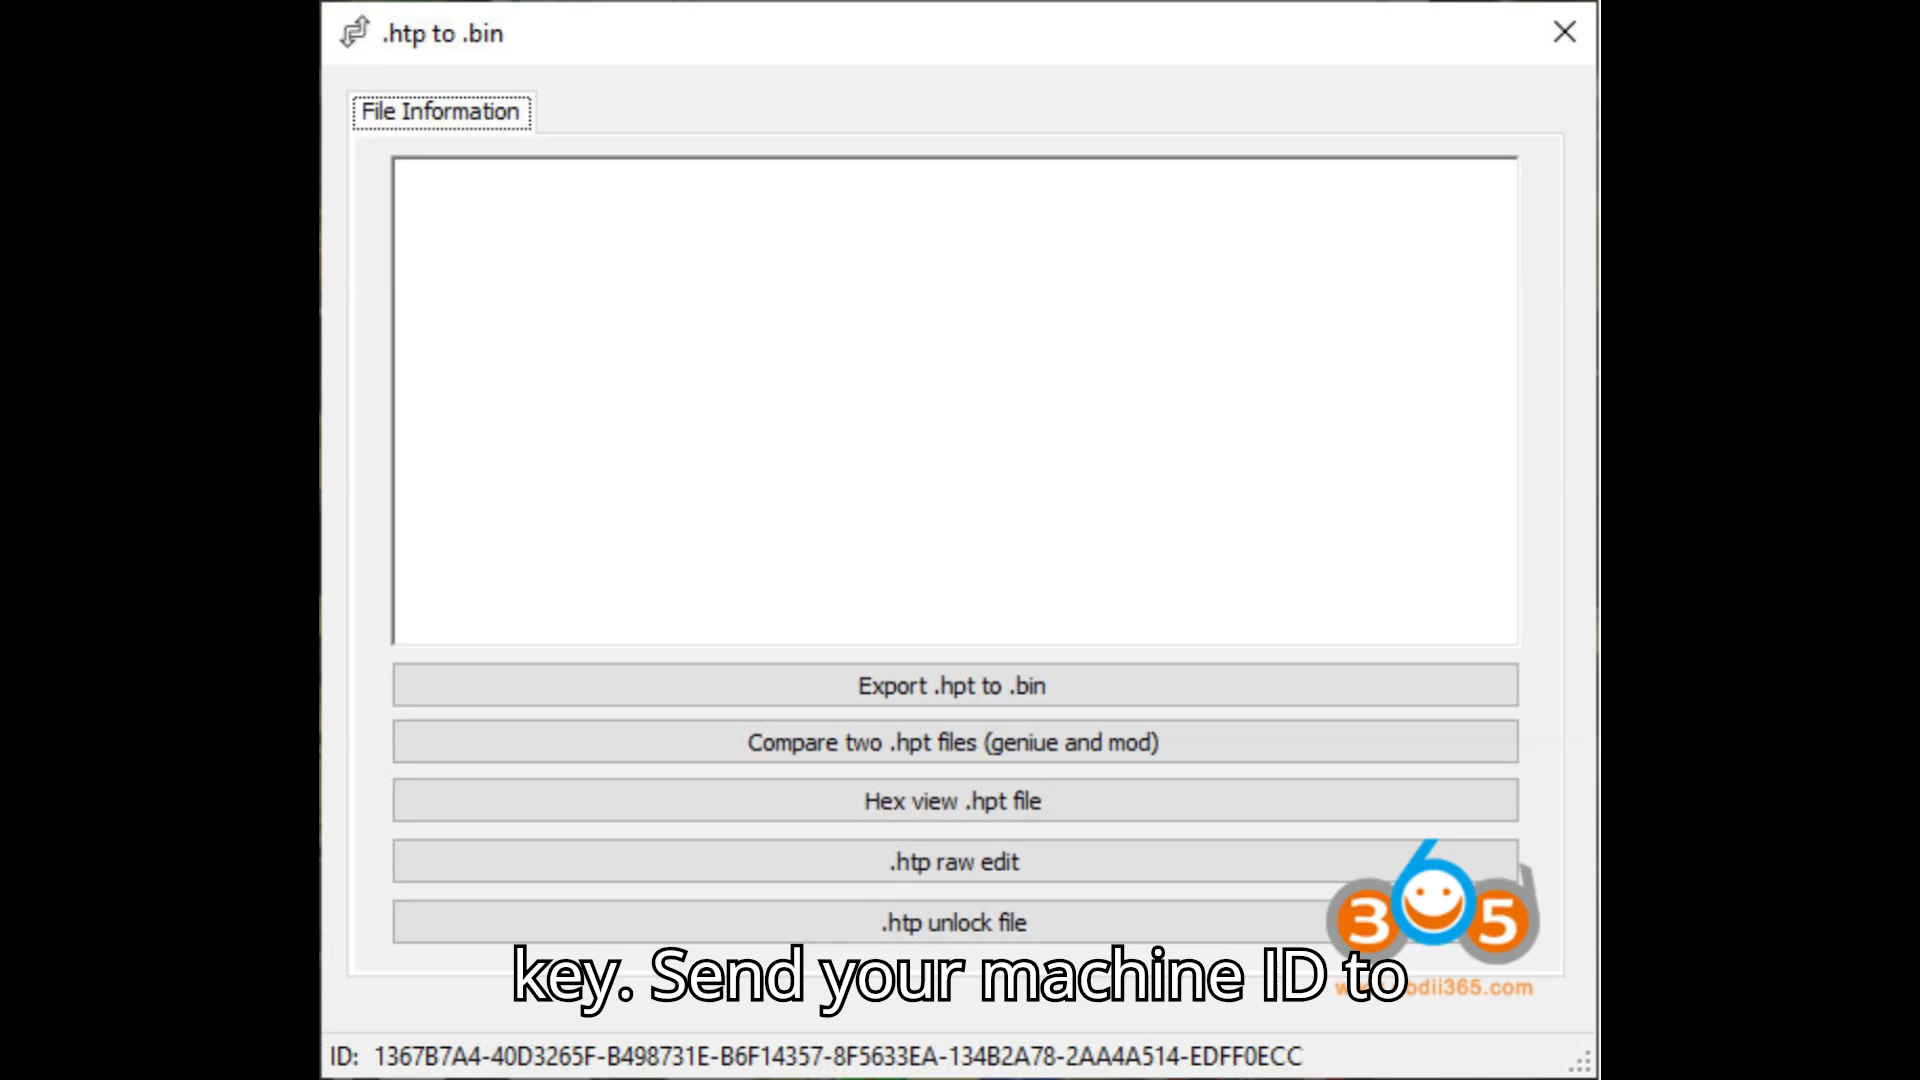 .htp to .bin
File Information
Export .hpt to .bin
Compare two .hpt files (geniue and mod)
Hex view .hpt file
.htp raw edit
.htp unlock file
365
key. Send your machine ID to
ID: 1367B7A4-40D3265F-B498731E-B6F14357-8F5633EA-134B2A78-2AA4A514-EDFF0ECC